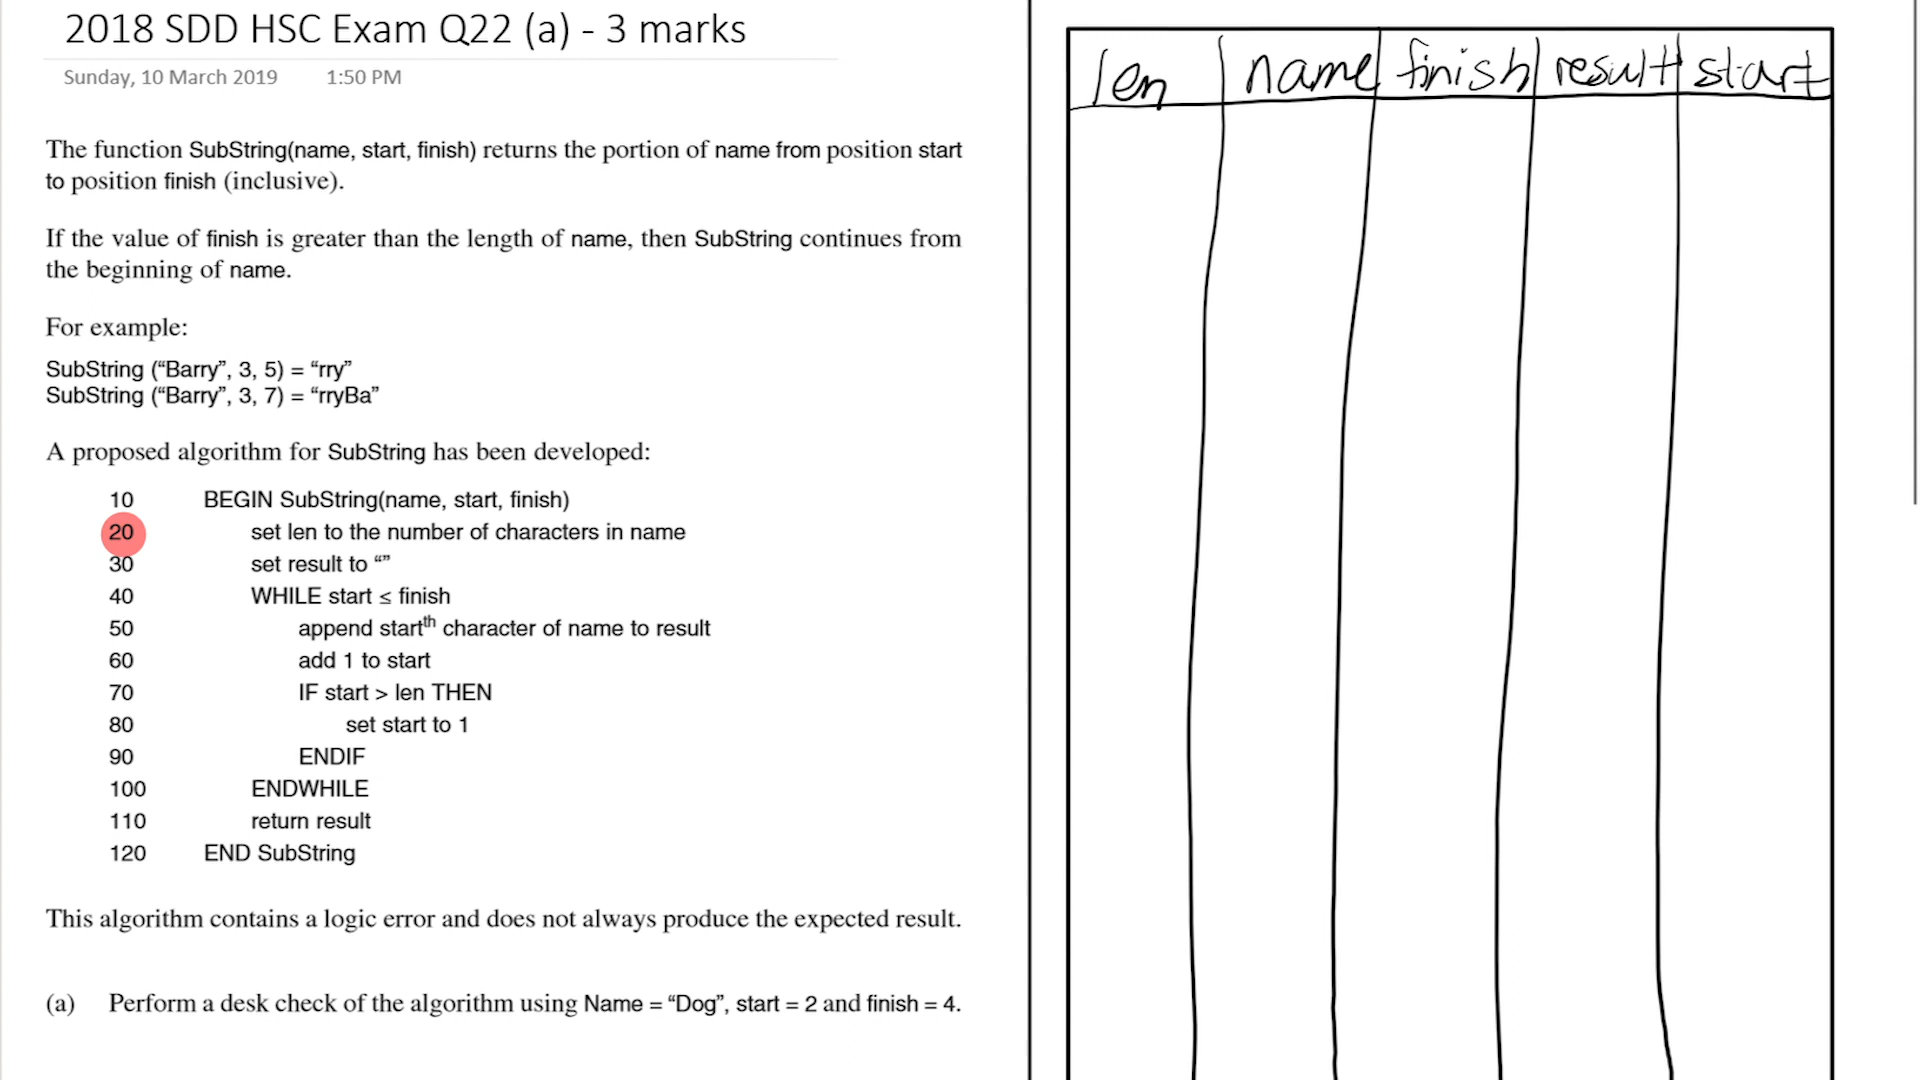 2018 SDD HSC Exam Q22 (a) - 3 marks
Sunday, 10 March 2019 1:50 PM
The function SubString(name, start, finish) returns the portion of name from position start
to position finish (inclusive).
If the value of finish is greater than the length of name, then SubString continues from
the beginning of name.
For example:
SubString (“Barry”, 3, 5) = “rry”
SubString (“Barry”, 3, 7) = “rryBa”
A proposed algorithm for SubString has been developed:
10 BEGIN SubString(name, start, finish)
20 set len to the number of characters in name
30 set result to “”
40 WHILE start ≤ finish
50 append startth character of name to result
60 add 1 to start
70 IF start > len THEN
80 set start to 1
90 ENDIF
100 ENDWHILE
110 return result
120 END SubString
This algorithm contains a logic error and does not always produce the expected result.
(a) Perform a desk check of the algorithm using Name = “Dog”, start = 2 and finish = 4.
len name finish result start